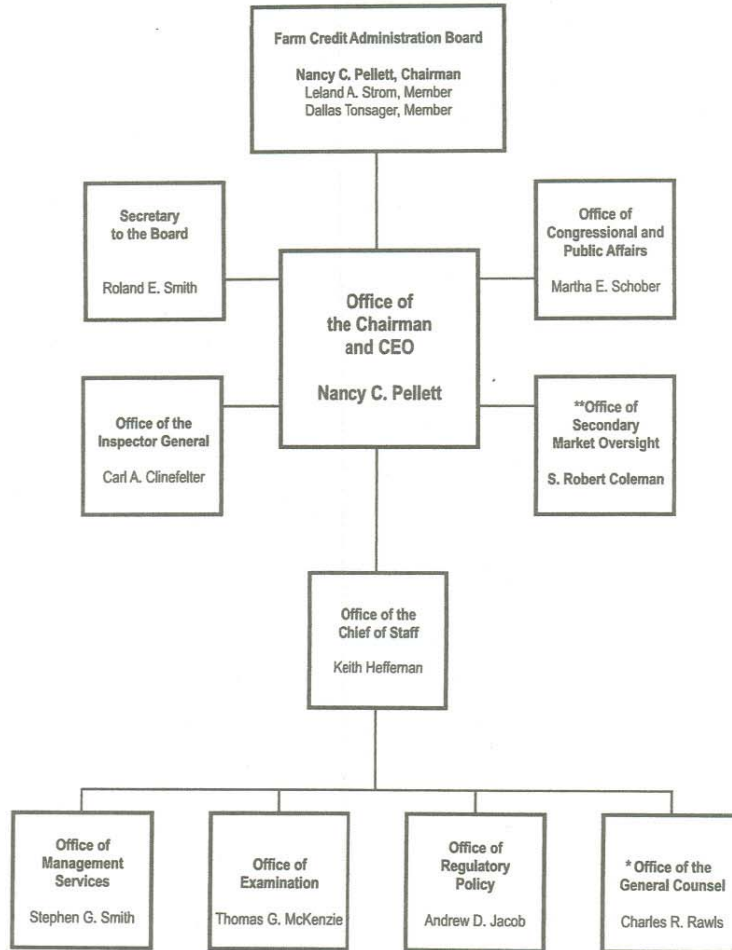 Farm Credit Administration Board
Nancy C. Pellett, Chairman
Leland A. Strom, Member
Dallas Tonsager, Member
Secretary
to the Board
Roland E. Smith
Office of
Congressional and
Public Affairs
Martha E. Schober
Office of
the Chairman
and CEO
Nancy C. Pellett
Office of the
Inspector General
Carl A. Clinefelter
**Office of
Secondary
Market Oversight
S. Robert Coleman
Office of the
Chief of Staff
Keith Heffernan
Office of
Management
Services
Stephen G. Smith
Office of
Examination
Thomas G. McKenzie
Office of
Regulatory
Policy
Andrew D. Jacob
* Office of the
General Counsel
Charles R. Rawls